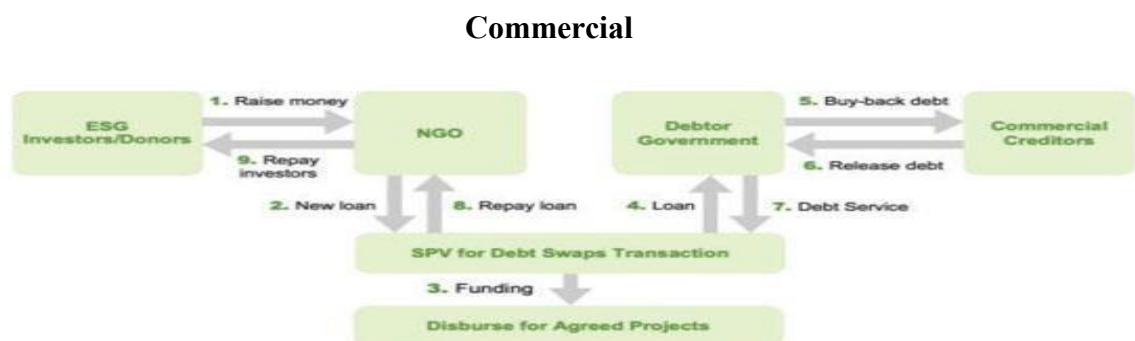 Commercial
1. Raise money
5. Buy-back debt
ESG
Investors/Donors
NGO
Debtor
Government
Commercial
Creditors
9. Repay
investors
6. Release debt
2. New loan
8. Repay loan
4. Loan
7. Debt Service
SPV for Debt Swaps Transaction
3. Funding
Disburse for Agreed Projects